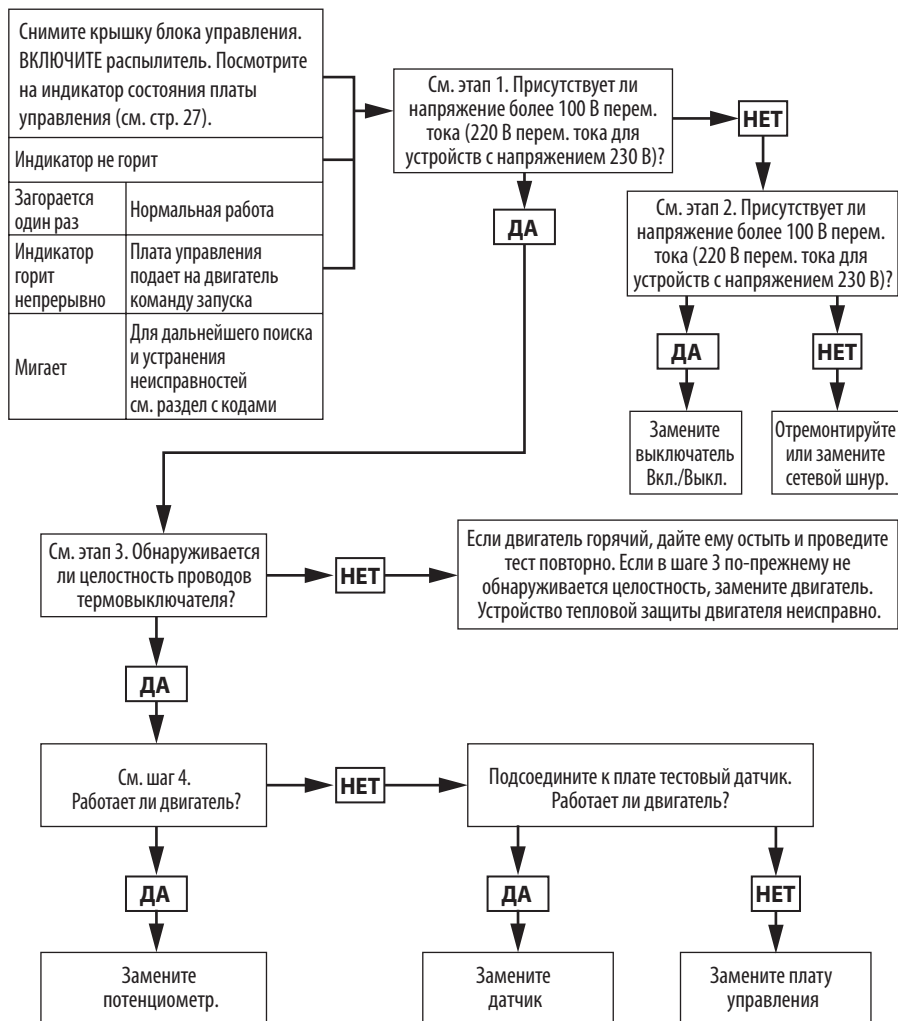 Снимите крышку блока управления.
ВКЛЮЧИТЕ распылитель. Посмотрите
на индикатор состояния платы
управления (см. стр. 27).
Индикатор не горит
Загорается
один раз
Нормальная работа
Индикатор
горит
непрерывно
Плата управления
подает на двигатель
команду запуска
Мигает
Для дальнейшего поиска
и устранения
неисправностей
см. раздел с кодами
См. этап 1. Присутствует ли
напряжение более 100 В перем.
тока (220 В перем. тока для
устройств с напряжением 230 В)?
НЕТ
ДА
См. этап 2. Присутствует ли
напряжение более 100 В перем.
тока (220 В перем. тока для
устройств с напряжением 230 В)?
ДА
НЕТ
Замените
выключатель
Вкл./Выкл.
Отремонтируйте
или замените
сетевой шнур.
См. этап 3. Обнаруживается
ли целостность проводов
термовыключателя?
НЕТ
Если двигатель горячий, дайте ему остыть и проведите
тест повторно. Если в шаге 3 по-прежнему не
обнаруживается целостность, замените двигатель.
Устройство тепловой защиты двигателя неисправно.
ДА
См. шаг 4.
Работает ли двигатель?
НЕТ
Подсоедините к плате тестовый датчик.
Работает ли двигатель?
ДА
ДА
НЕТ
Замените
потенциометр.
Замените
датчик
Замените плату
управления